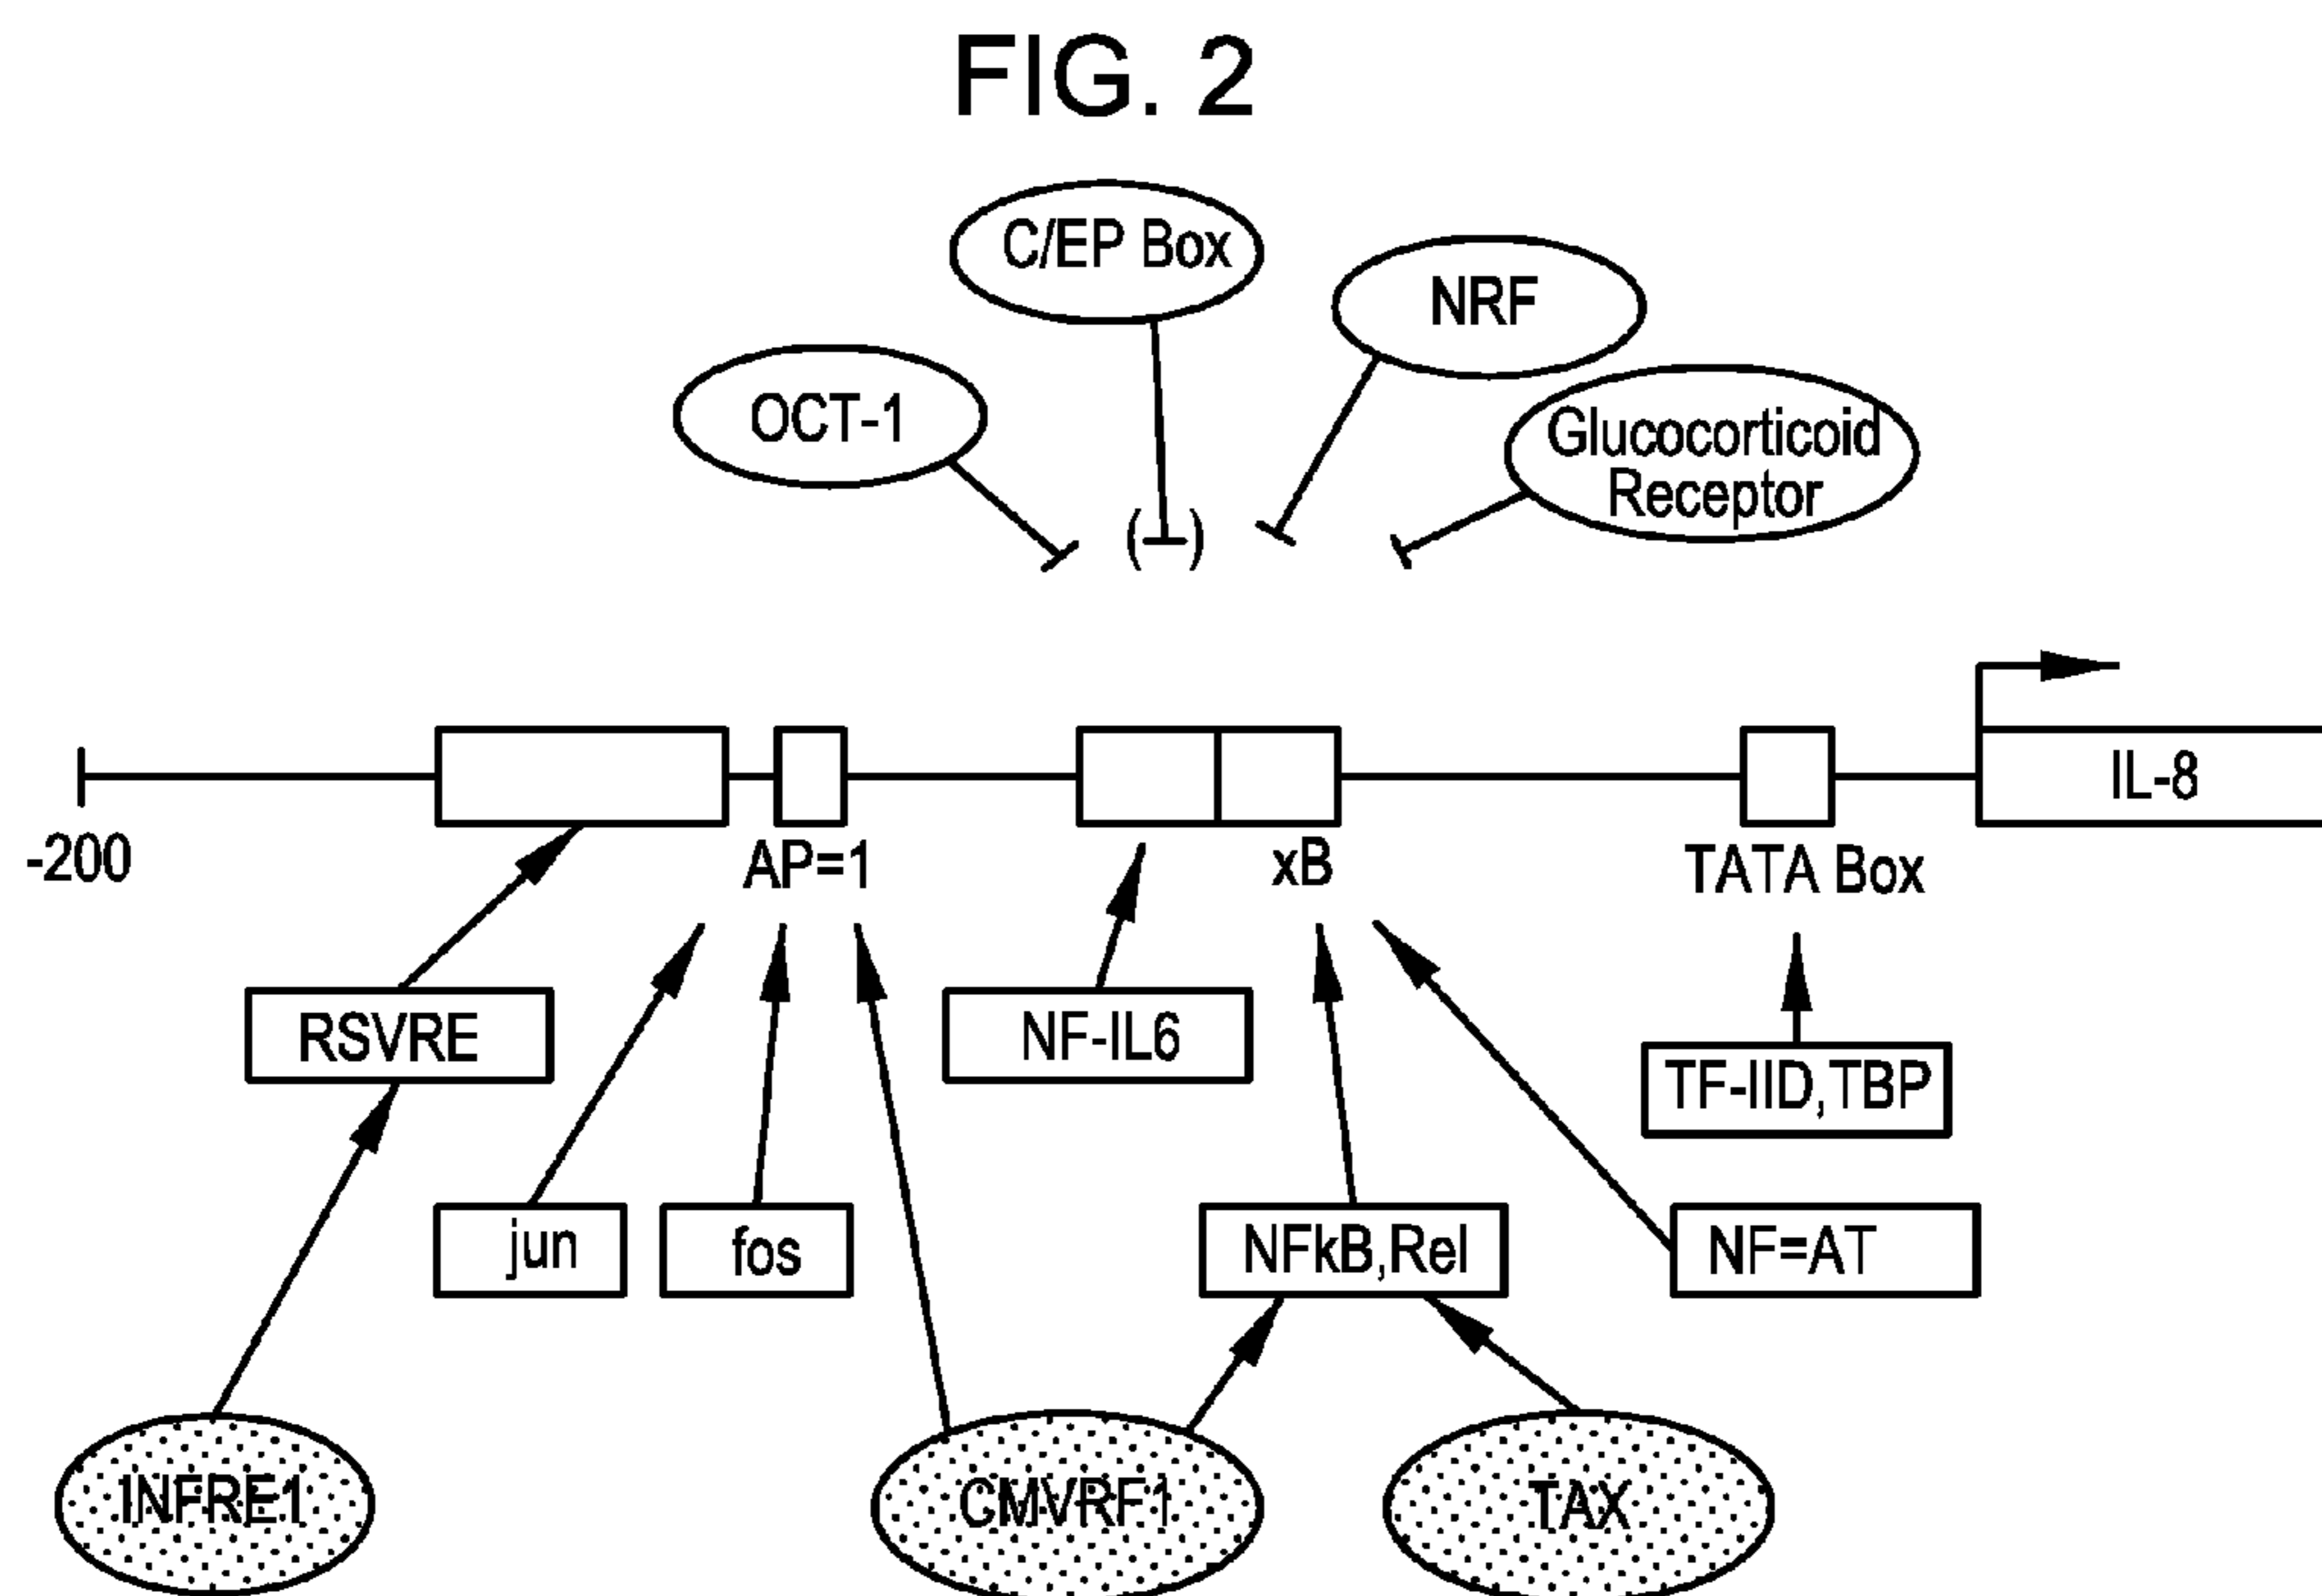 FIG. 2
C/EP Box
NRF
OCT-1
Glucocorticoid
Receptor
(⊥)
IL-8
-200
AP=1
xB
TATA Box
RSVRE
NF-IL6
TF-IID,TBP
jun
fos
NFkB,Rel
NF=AT
INFRE1
CMVRF1
TAX